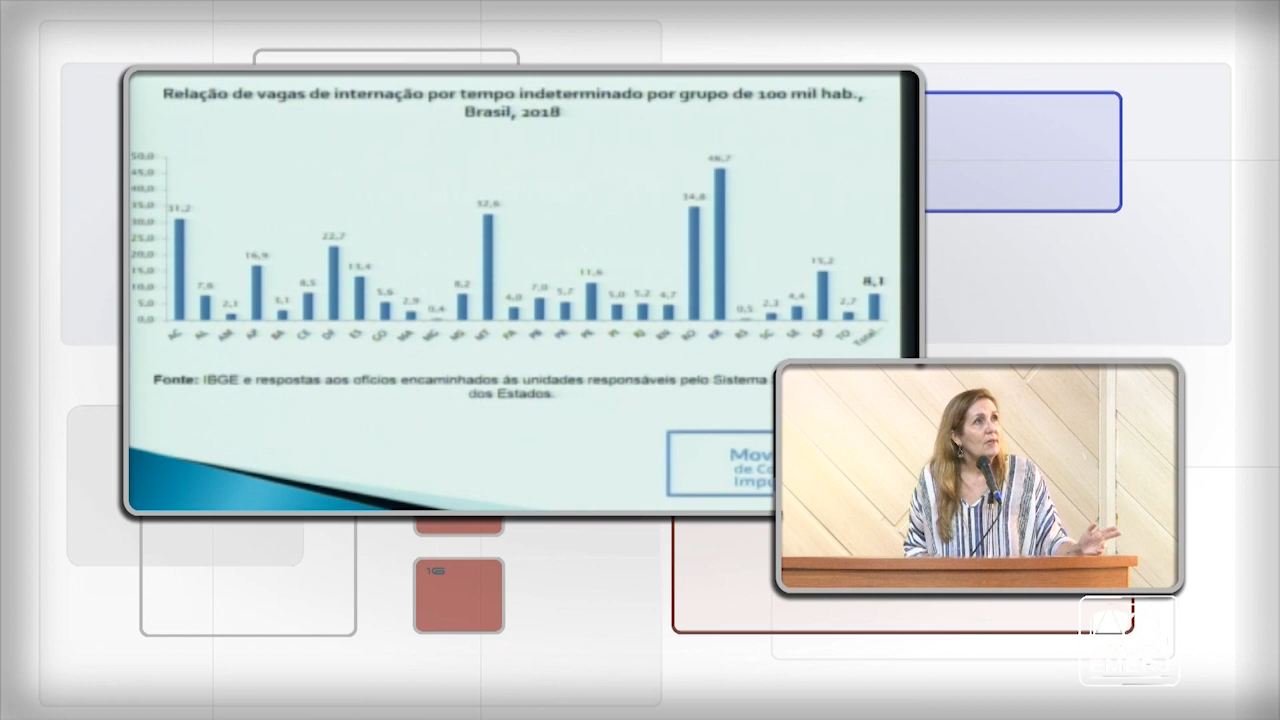 Relação de vagas de internação por tempo indeterminado por grupo de 100 mil hab.,
Brasil, 2018
50,0
45,0
40,0
35,0
30,0
25,0
20,0
15,0
10,0
5,0
0,0
31,2 7,6 2,1 16,9 3,1 8,5 22,7 13,4 5,6 2,9 0,4 8,2 32,6 4,0 7,0 5,7 11,6 5,0 5,2 4,7 34,8 46,7 0,5 2,3 4,4 15,2 2,7 8,1
AC AL AM AP BA CE DF ES GO MA MG MS MT PA PB PR PE PI RJ RN RO RR RS SC SE SP TO Total...
Fonte: IBGE e respostas aos ofícios encaminhados às unidades responsáveis pelo Sistema
dos Estados.
Mov
de Co
Impa
16